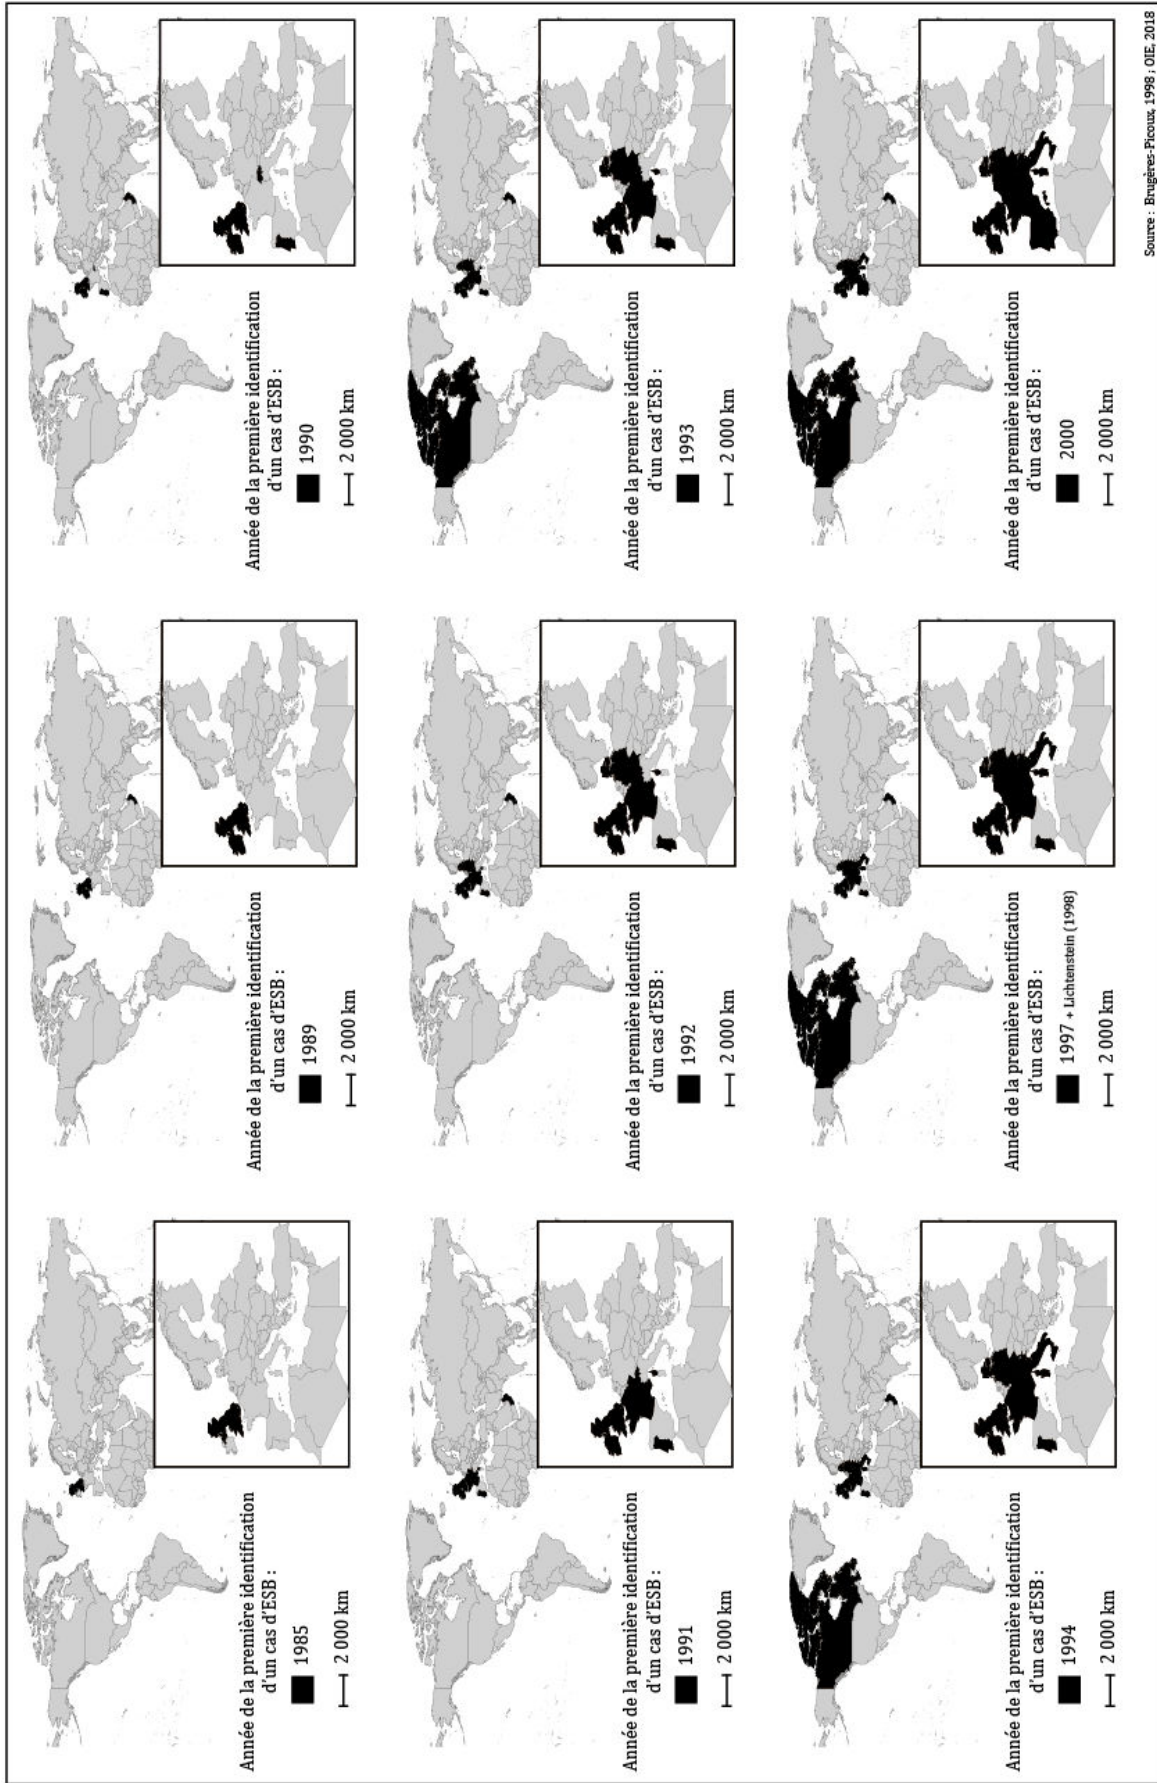 Année de la première identification
d'un cas d'ESB :
1985
2 000 km
Année de la première identification
d'un cas d'ESB :
1989
2 000 km
Année de la première identification
d'un cas d'ESB :
1990
2 000 km
Année de la première identification
d'un cas d'ESB :
1991
2 000 km
Année de la première identification
d'un cas d'ESB :
1992
2 000 km
Année de la première identification
d'un cas d'ESB :
1993
2 000 km
Année de la première identification
d'un cas d'ESB :
1994
2 000 km
Année de la première identification
d'un cas d'ESB :
1997 + Lichtenstein (1998)
2 000 km
Année de la première identification
d'un cas d'ESB :
2000
2 000 km
Source : Brugères-Picoux, 1998 ; OIE, 2018